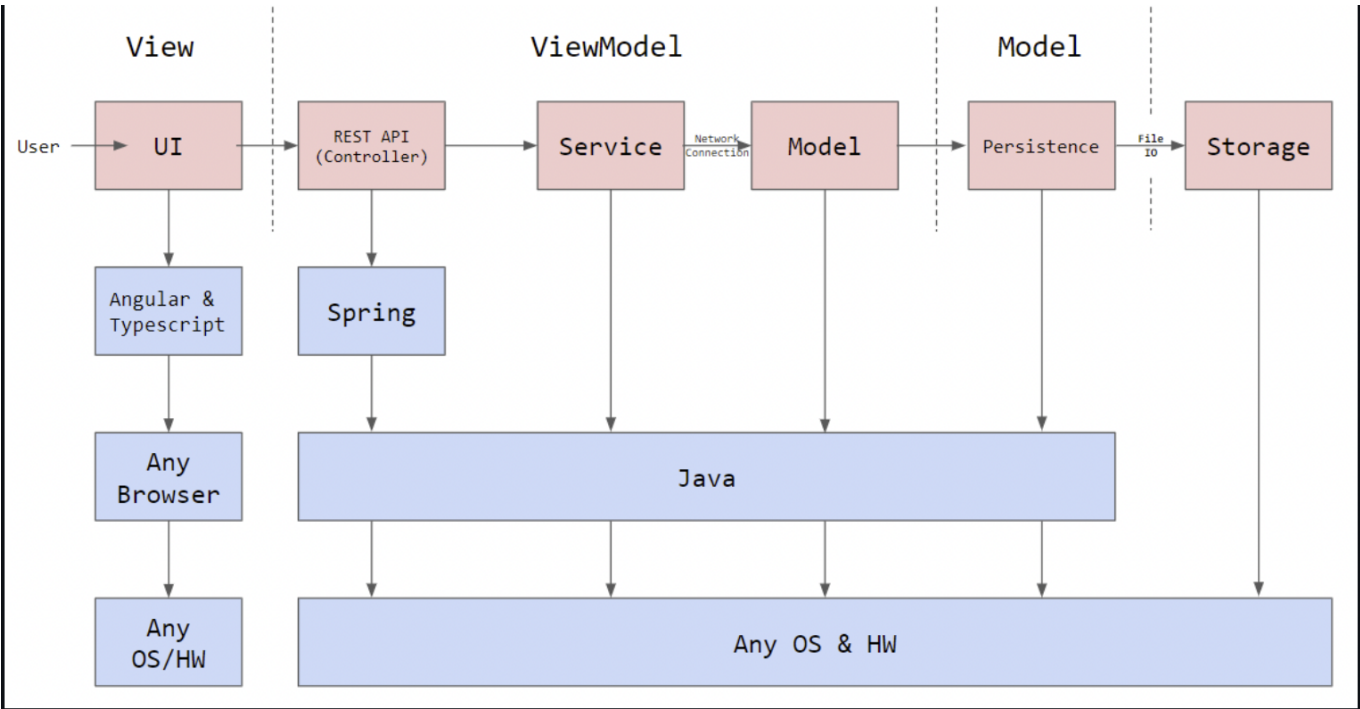 View
ViewModel
Model
User
UI
REST API
(Controller)
Service
Network
Connection
Model
Persistence
File
IO
Storage
Angular &
Typescript
Spring
Any
Browser
Java
Any
OS/HW
Any OS & HW